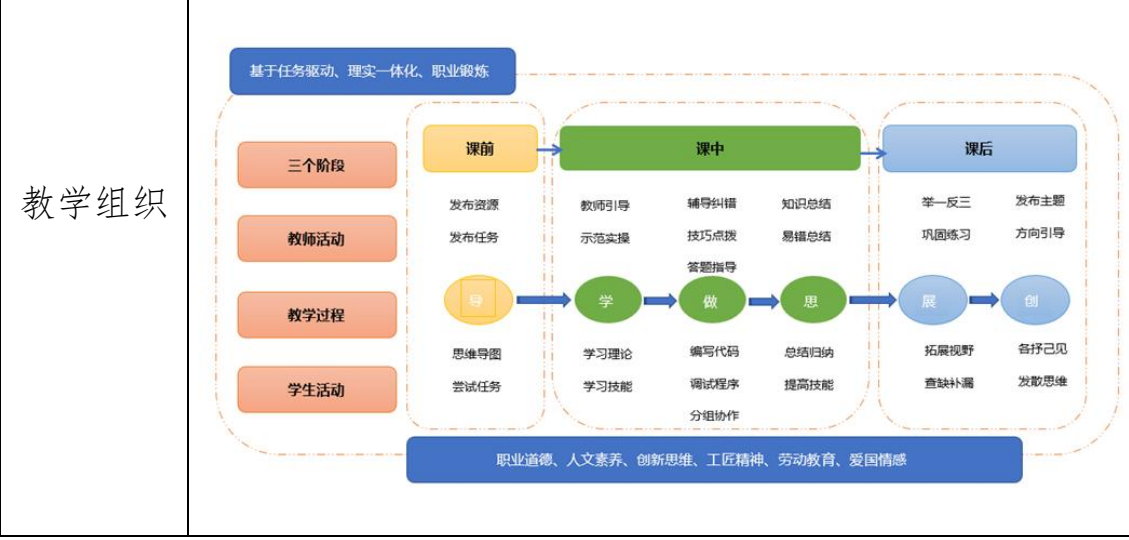 教学组织
基于任务驱动、理实一体化、职业锻炼
三个阶段
课前
课中
课后
教师活动
发布资源
发布任务
教师引导
示范实操
辅导纠错
技巧点拨
答题指导
知识总结
易错总结
举一反三
巩固练习
发布主题
方向引导
教学过程
导
学
做
思
展
创
学生活动
思维导图
尝试任务
学习理论
学习技能
编写代码
调试程序
分组协作
总结归纳
提高技能
拓展视野
查缺补漏
各抒己见
发散思维
职业道德、人文素养、创新思维、工匠精神、劳动教育、爱国情感